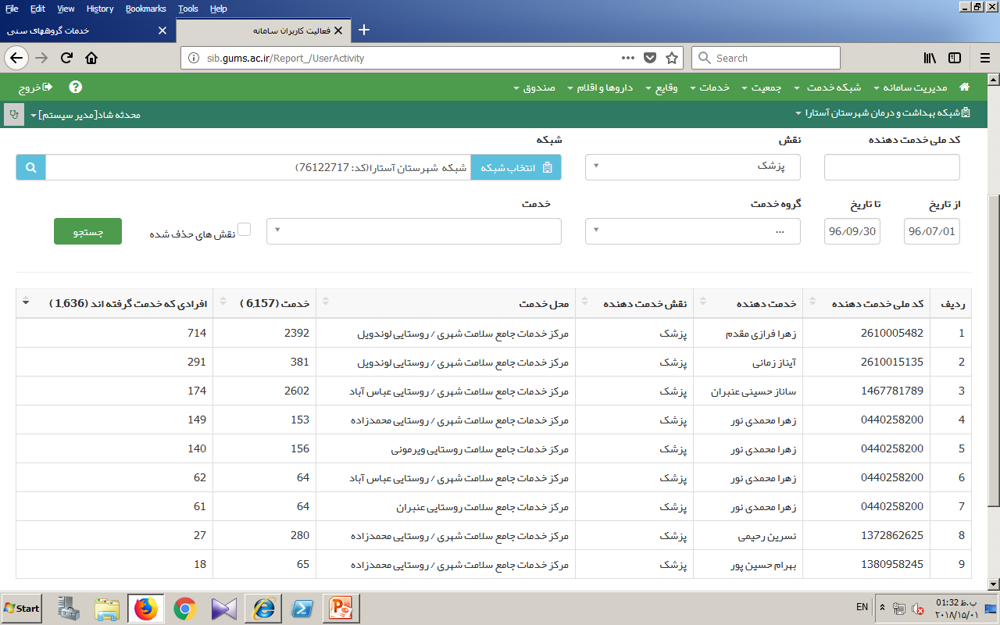 File Edit View History Bookmarks Tools Help
خدمات گروههای سنی
فعالیت کاربران سامانه
sib.gums.ac.ir/Report_/UserActivity
Search
مدیریت سامانه شبکه خدمت جمعیت خدمات وقایع داروها و اقلام صندوق ? خروج
شبکه بهداشت و درمان شهرستان آستارا محدثه شاد[مدیر سیستم]
کد ملی خدمت دهنده نقش شبکه
پزشک انتخاب شبکه شبکه شهرستان آستارا(کد: 76122717)
از تاریخ تا تاریخ گروه خدمت خدمت
96/07/01 96/09/30 ... نقش های حذف شده جستجو
ردیف کد ملی خدمت دهنده خدمت دهنده نقش خدمت دهنده محل خدمت خدمت (6,157 ) افرادی که خدمت گرفته اند (1,636 )
1 2610005482 زهرا فرازی مقدم پزشک مرکز خدمات جامع سلامت شهری / روستایی لوندویل 2392 714
2 2610015135 آیناز زمانی پزشک مرکز خدمات جامع سلامت شهری / روستایی لوندویل 381 291
3 1467781789 ساناز حسینی عنبران پزشک مرکز خدمات جامع سلامت شهری / روستایی عباس آباد 2602 174
4 0440258200 زهرا محمدی نور پزشک مرکز خدمات جامع سلامت شهری / روستایی محمدزاده 153 149
5 0440258200 زهرا محمدی نور پزشک مرکز خدمات جامع سلامت روستایی ویرمونی 156 140
6 0440258200 زهرا محمدی نور پزشک مرکز خدمات جامع سلامت شهری / روستایی عباس آباد 64 62
7 0440258200 زهرا محمدی نور پزشک مرکز خدمات جامع سلامت روستایی عنبران 64 61
8 1372862625 نسرین رحیمی پزشک مرکز خدمات جامع سلامت شهری / روستایی محمدزاده 280 27
9 1380958245 بهرام حسین پور پزشک مرکز خدمات جامع سلامت شهری / روستایی محمدزاده 65 18
Start EN 01:32 ب.ظ
۲۰۱۸/۱۵/۰۱